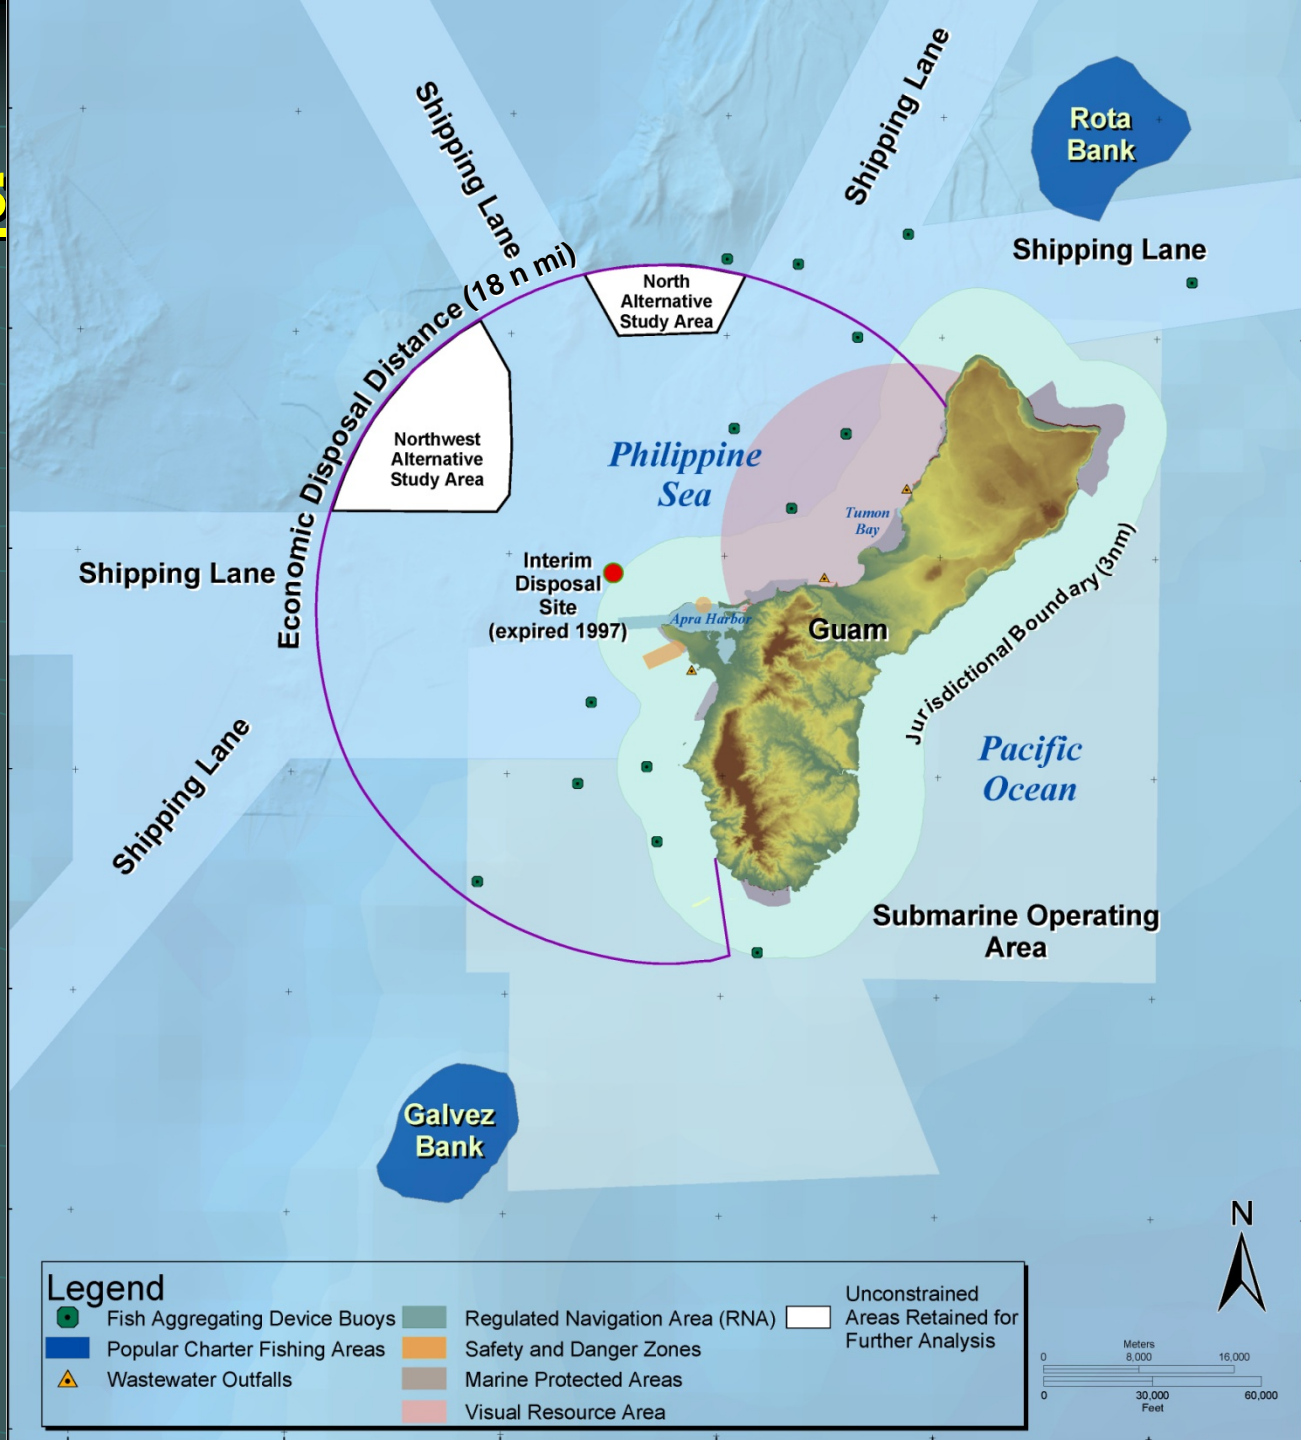 Shipping Lane
Shipping Lane
Rota
Bank
Shipping Lane
Economic Disposal Distance (18 n mi)
North
Alternative
Study Area
Northwest
Alternative
Study Area
Philippine
Sea
Tumon
Bay
Shipping Lane
Interim
Disposal
Site
(expired 1997)
Apra Harbor
Guam
Jurisdictional Boundary (3nm)
Shipping Lane
Pacific
Ocean
Submarine Operating
Area
Galvez
Bank
N
Legend
Fish Aggregating Device Buoys
Popular Charter Fishing Areas
Wastewater Outfalls
Regulated Navigation Area (RNA)
Safety and Danger Zones
Marine Protected Areas
Visual Resource Area
Unconstrained
Areas Retained for
Further Analysis
Meters
0 8,000 16,000
0 30,000 60,000
Feet